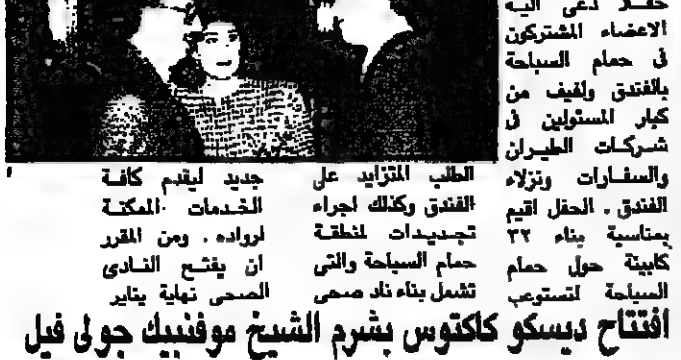 حفلا دعى اليه
الاعضاء المشتركون
فى حمام السباحة
بالفندق ولفيف من
كبار المسئولين فى
شركات الطيران
والسفارات ونزلاء
الفندق . الحفل اقيم
بمناسبة بناء ٣٢
كابينة حول حمام
السباحة لتستوعب
الطلب المتزايد على
الفندق وكذلك اجراء
تجديدات لمنطقة
حمام السباحة والتى
تشمل بناء ناد صحى
جديد ليقدم كافة
الخدمات الممكنة
لرواده . ومن المقرر
ان يفتح النادى
الصحى نهاية يناير
افتتاح ديسكو كاكتوس بشرم الشيخ موفنبيك جولى فيل